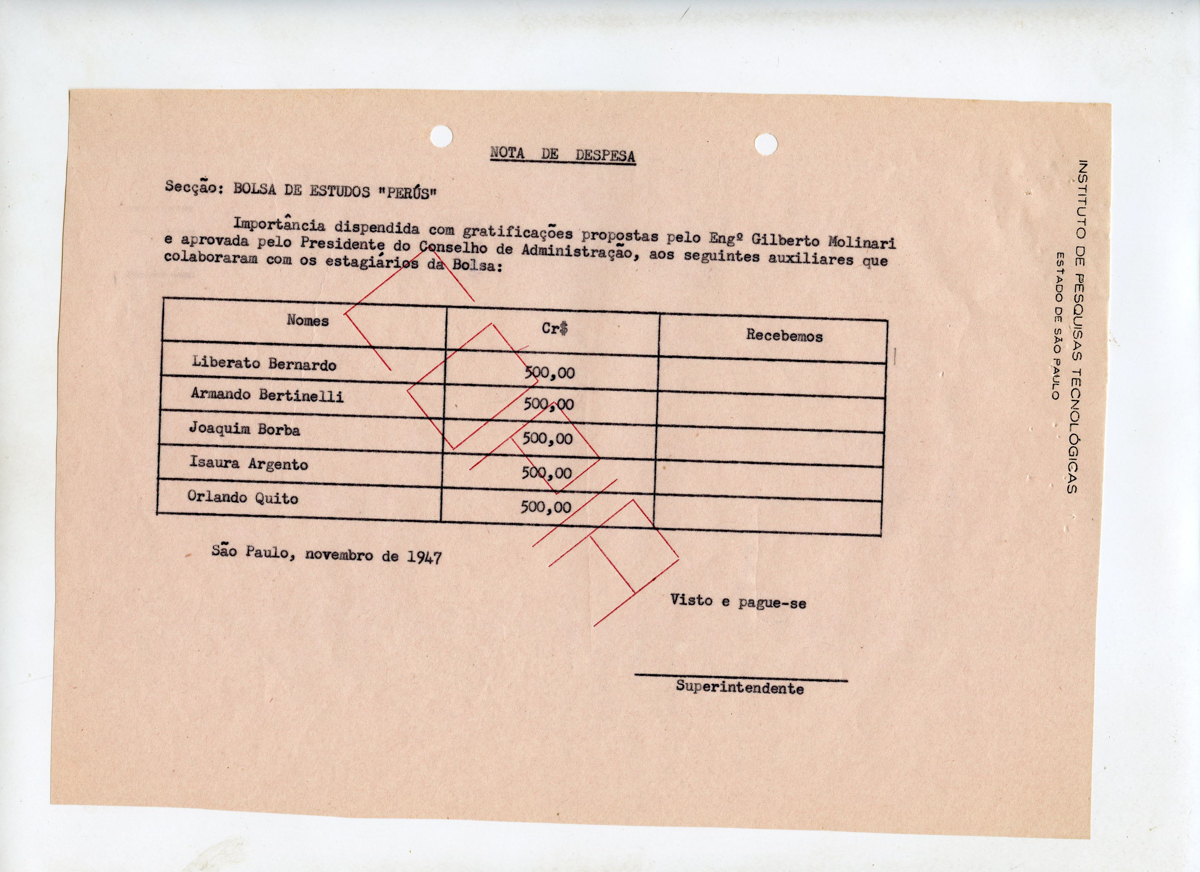 NOTA DE DESPESA
Secção: BOLSA DE ESTUDOS "PERÚS"
Importância dispendida com gratificações propostas pelo Engº Gilberto Molinari
e aprovada pelo Presidente do Conselho de Administração, aos seguintes auxiliares que
colaboraram com os estagiários da Bolsa:
Nomes Cr$ Recebemos
Liberato Bernardo 500,00
Armando Bertinelli 500,00
Joaquim Borba 500,00
Isaura Argento 500,00
Orlando Quito 500,00
São Paulo, novembro de 1947
Visto e pague-se
Superintendente
INSTITUTO DE PESQUISAS TECNOLÓGICAS
ESTADO DE SÃO PAULO